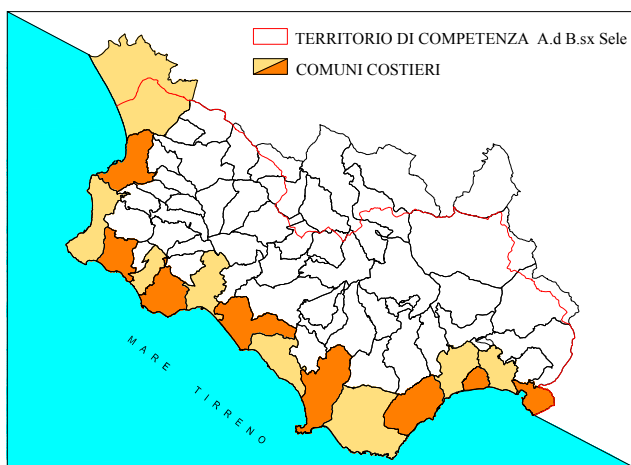 TERRITORIO DI COMPETENZA A.d B.sx Sele
COMUNI COSTIERI
MARE TIRRENO